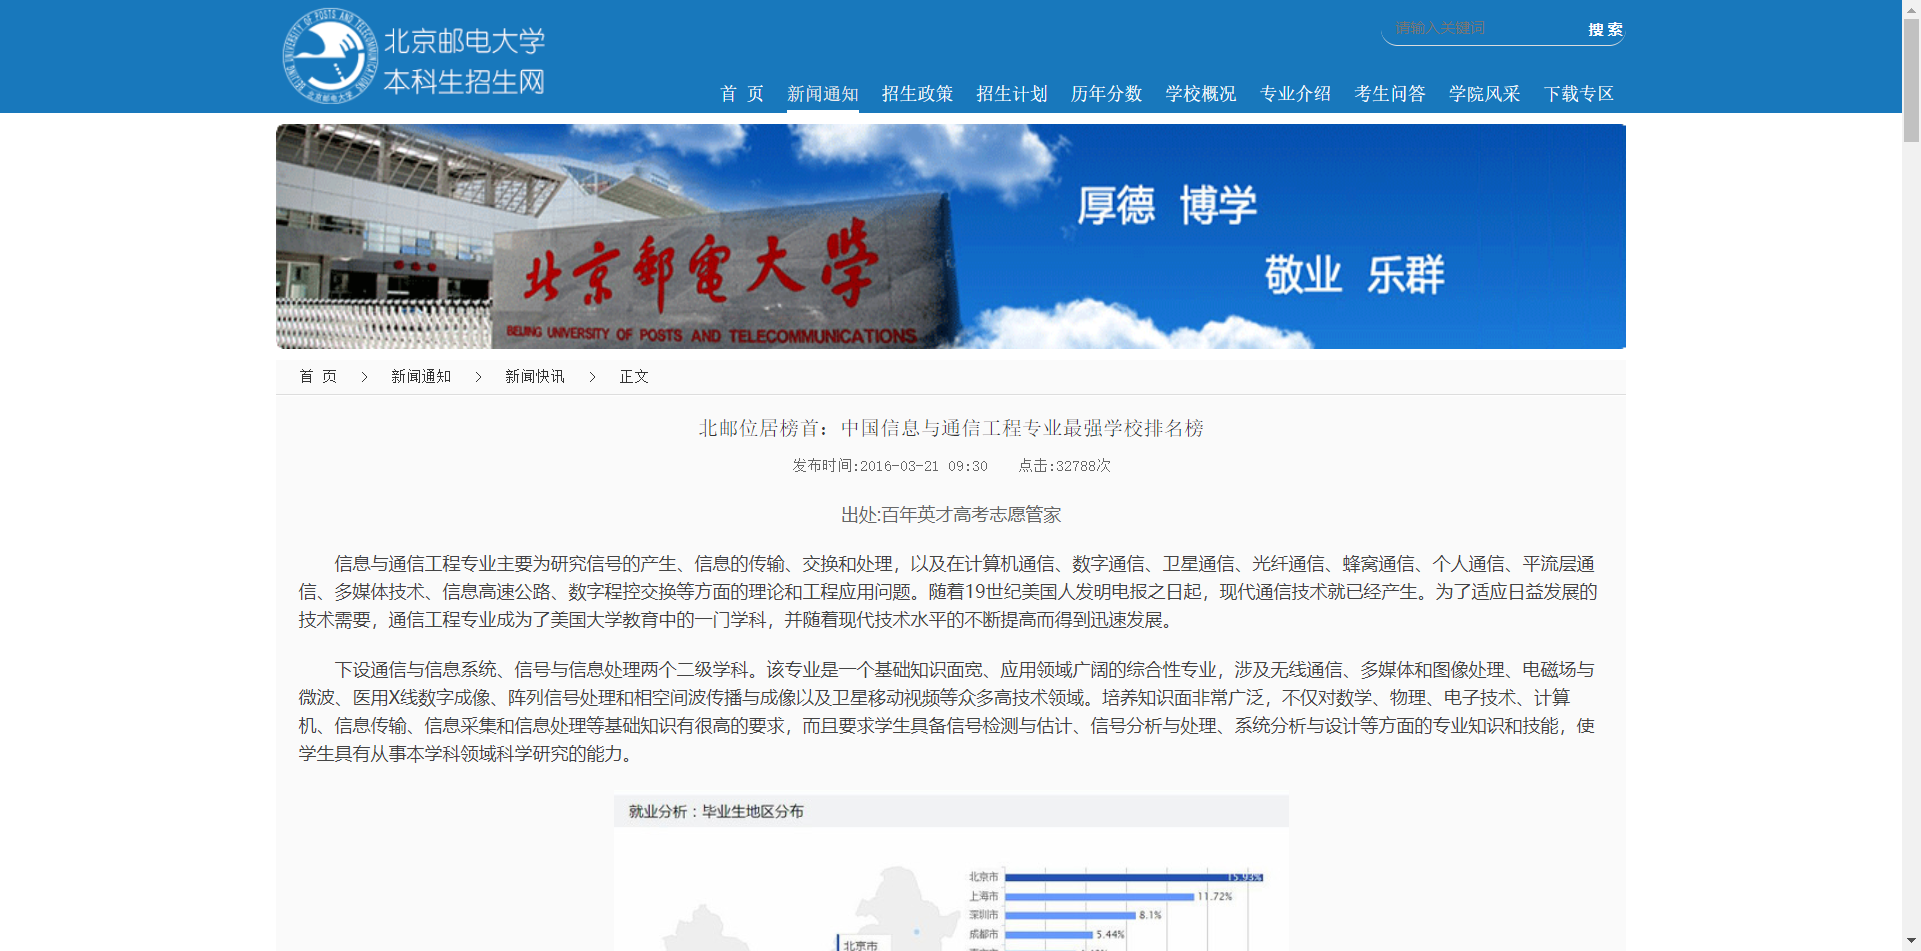 北京邮电大学
本科生招生网
请输入关键词
搜 索
首 页 新闻通知 招生政策 招生计划 历年分数 学校概况 专业介绍 考生问答 学院风采 下载专区
厚德 博学
敬业 乐群
北京郵電大學
BEIJING UNIVERSITY OF POSTS AND TELECOMMUNICATIONS
首 页 > 新闻通知 > 新闻快讯 > 正文
北邮位居榜首：中国信息与通信工程专业最强学校排名榜
发布时间:2016-03-21 09:30 点击:32788次
出处:百年英才高考志愿管家
信息与通信工程专业主要为研究信号的产生、信息的传输、交换和处理，以及在计算机通信、数字通信、卫星通信、光纤通信、蜂窝通信、个人通信、平流层通
信、多媒体技术、信息高速公路、数字程控交换等方面的理论和工程应用问题。随着19世纪美国人发明电报之日起，现代通信技术就已经产生。为了适应日益发展的
技术需要，通信工程专业成为了美国大学教育中的一门学科，并随着现代技术水平的不断提高而得到迅速发展。
下设通信与信息系统、信号与信息处理两个二级学科。该专业是一个基础知识面宽、应用领域广阔的综合性专业，涉及无线通信、多媒体和图像处理、电磁场与
微波、医用X线数字成像、阵列信号处理和相空间波传播与成像以及卫星移动视频等众多高技术领域。培养知识面非常广泛，不仅对数学、物理、电子技术、计算
机、信息传输、信息采集和信息处理等基础知识有很高的要求，而且要求学生具备信号检测与估计、信号分析与处理、系统分析与设计等方面的专业知识和技能，使
学生具有从事本学科领域科学研究的能力。
就业分析：毕业生地区分布
北京市 15.93%
上海市 11.72%
深圳市 8.1%
成都市 5.44%
北京市